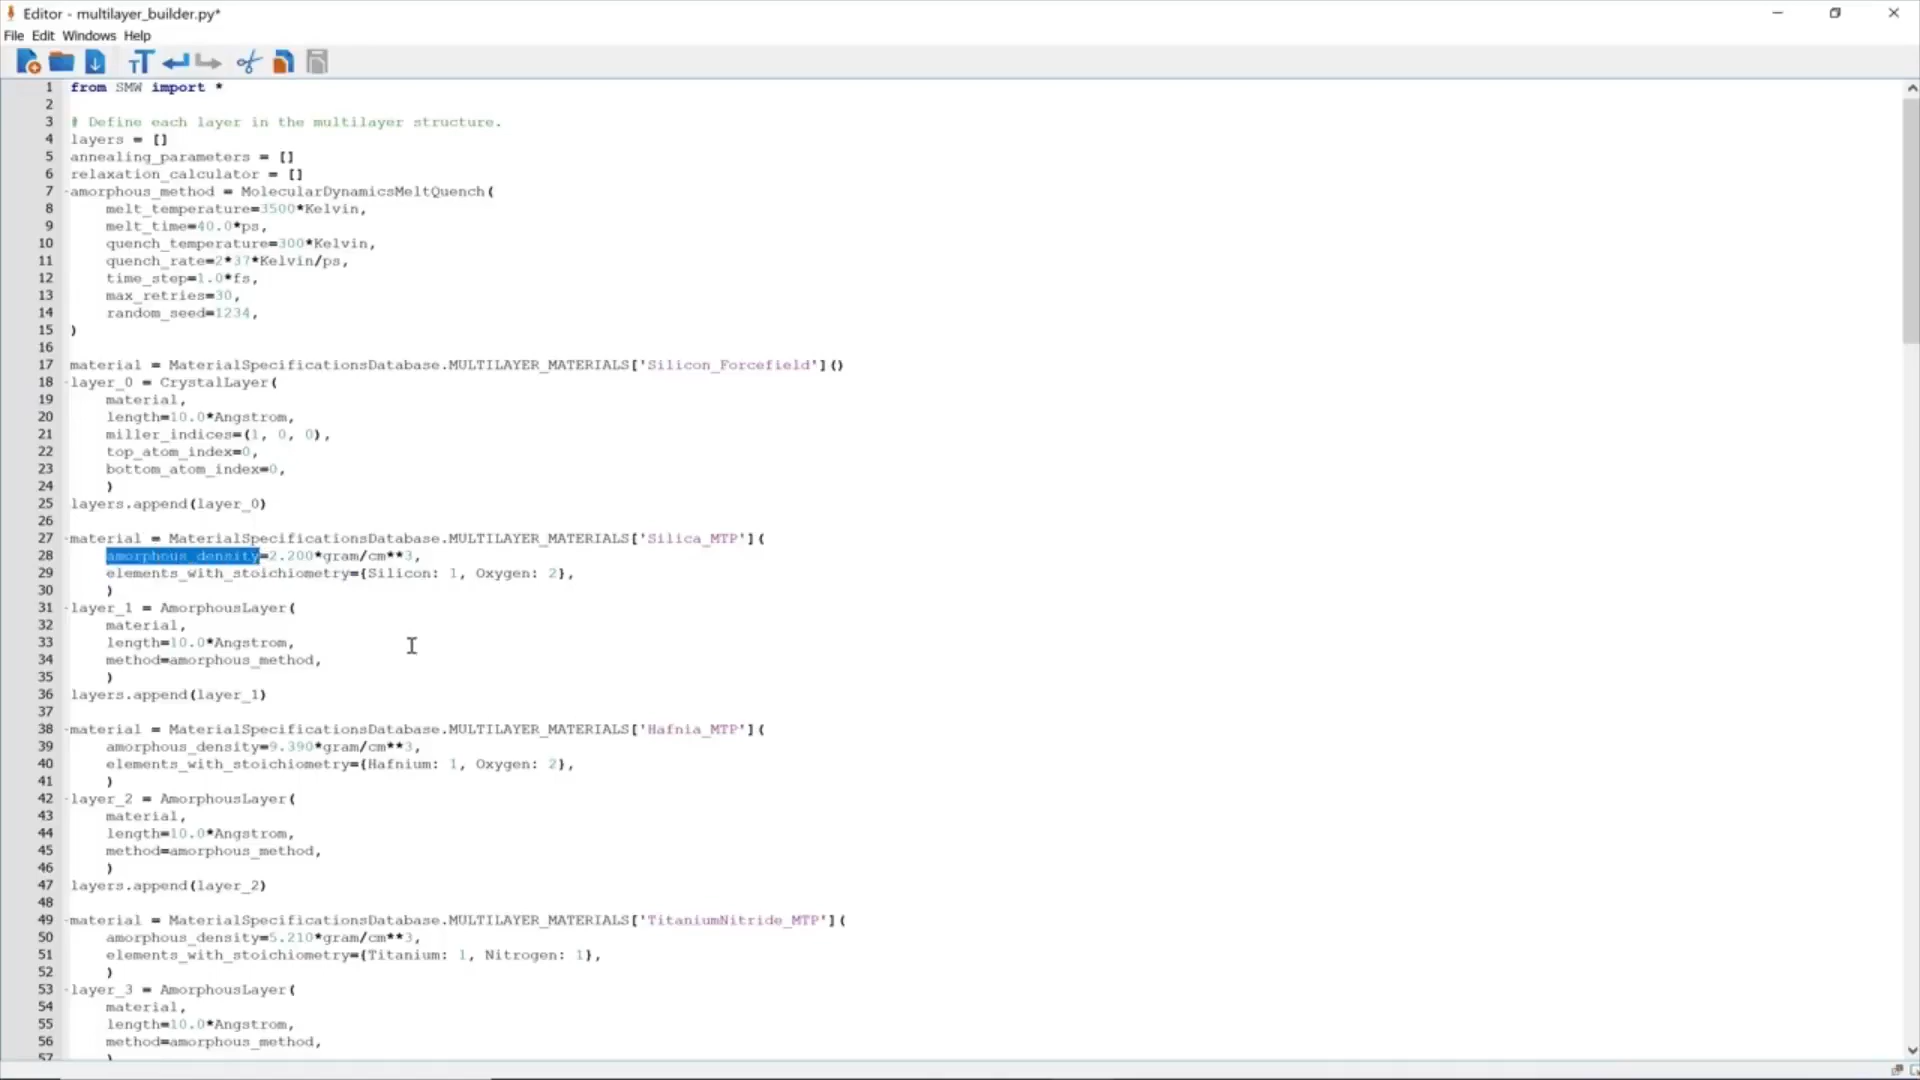 Editor - multilayer_builder.py*
File Edit Windows Help
1 from SMW import *
2
3 # Define each layer in the multilayer structure.
4 layers = []
5 annealing_parameters = []
6 relaxation_calculator = []
7 amorphous_method = MolecularDynamicsMeltQuench(
8 melt_temperature=3500*Kelvin,
9 melt_time=40.0*ps,
10 quench_temperature=300*Kelvin,
11 quench_rate=2*37*Kelvin/ps,
12 time_step=1.0*fs,
13 max_retries=30,
14 random_seed=1234,
15 )
16
17 material = MaterialSpecificationsDatabase.MULTILAYER_MATERIALS['Silicon_Forcefield']()
18 layer_0 = CrystalLayer(
19 material,
20 length=10.0*Angstrom,
21 miller_indices=(1, 0, 0),
22 top_atom_index=0,
23 bottom_atom_index=0,
24 )
25 layers.append(layer_0)
26
27 material = MaterialSpecificationsDatabase.MULTILAYER_MATERIALS['Silica_MTP'](
28 amorphous_density=2.200*gram/cm**3,
29 elements_with_stoichiometry={Silicon: 1, Oxygen: 2},
30 )
31 layer_1 = AmorphousLayer(
32 material,
33 length=10.0*Angstrom,
34 method=amorphous_method,
35 )
36 layers.append(layer_1)
37
38 material = MaterialSpecificationsDatabase.MULTILAYER_MATERIALS['Hafnia_MTP'](
39 amorphous_density=9.390*gram/cm**3,
40 elements_with_stoichiometry={Hafnium: 1, Oxygen: 2},
41 )
42 layer_2 = AmorphousLayer(
43 material,
44 length=10.0*Angstrom,
45 method=amorphous_method,
46 )
47 layers.append(layer_2)
48
49 material = MaterialSpecificationsDatabase.MULTILAYER_MATERIALS['TitaniumNitride_MTP'](
50 amorphous_density=5.210*gram/cm**3,
51 elements_with_stoichiometry={Titanium: 1, Nitrogen: 1},
52 )
53 layer_3 = AmorphousLayer(
54 material,
55 length=10.0*Angstrom,
56 method=amorphous_method,
57 )